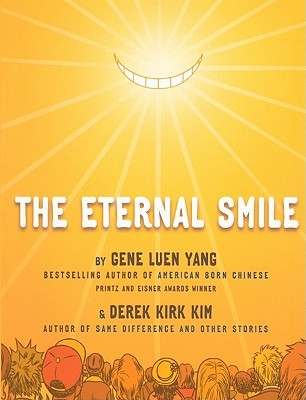 THE ETERNAL SMILE
BY GENE LUEN YANG
BESTSELLING AUTHOR OF AMERICAN BORN CHINESE
PRINTZ AND EISNER AWARDS WINNER
& DEREK KIRK KIM
AUTHOR OF SAME DIFFERENCE AND OTHER STORIES